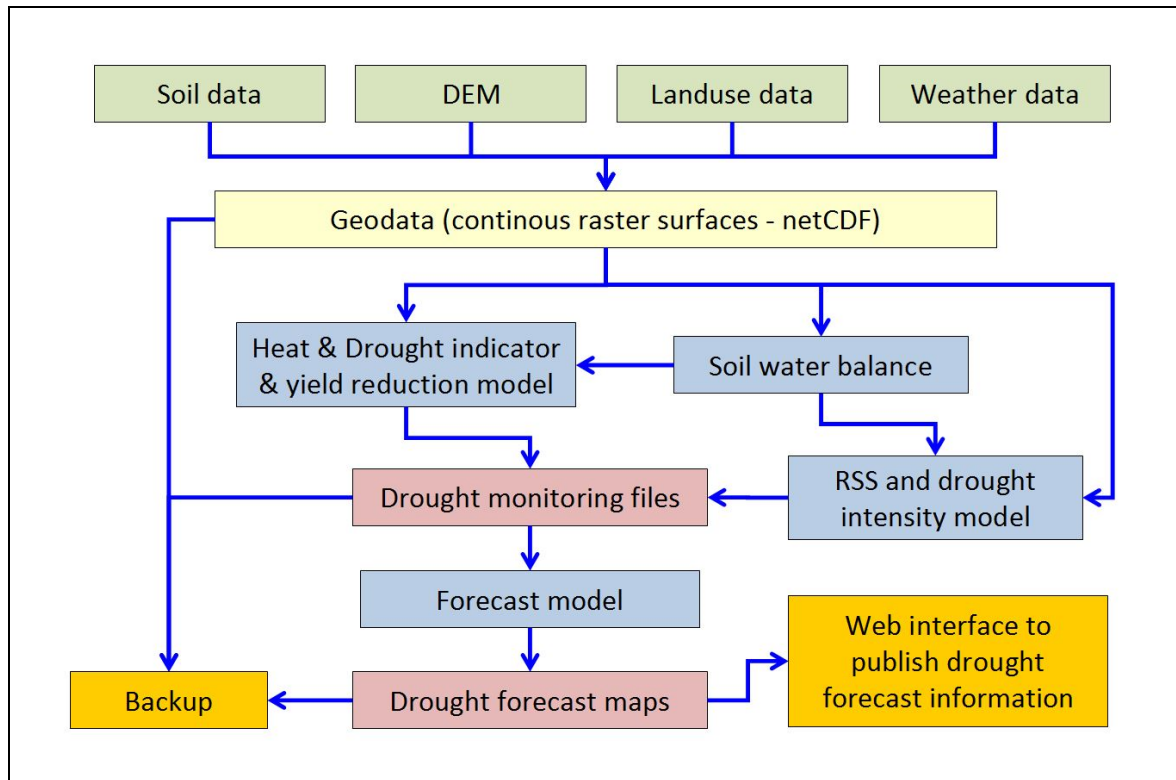 Soil data
DEM
Landuse data
Weather data
Geodata (continous raster surfaces - netCDF)
Heat & Drought indicator
& yield reduction model
Soil water balance
Drought monitoring files
RSS and drought
intensity model
Forecast model
Web interface to
publish drought
forecast information
Backup
Drought forecast maps